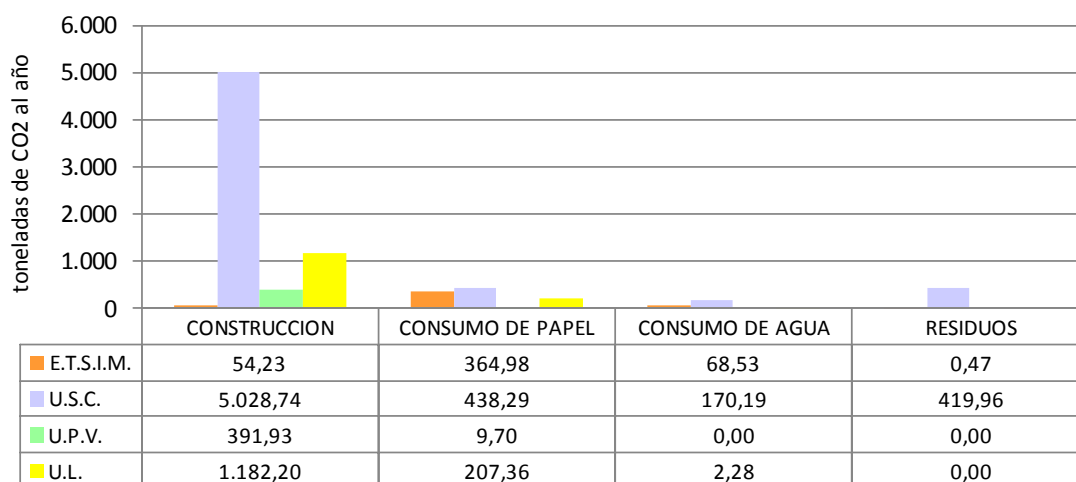 toneladas de CO2 al año
6.000
5.000
4.000
3.000
2.000
1.000
0
CONSTRUCCION CONSUMO DE PAPEL CONSUMO DE AGUA RESIDUOS
E.T.S.I.M. 54,23 364,98 68,53 0,47
U.S.C. 5.028,74 438,29 170,19 419,96
U.P.V. 391,93 9,70 0,00 0,00
U.L. 1.182,20 207,36 2,28 0,00